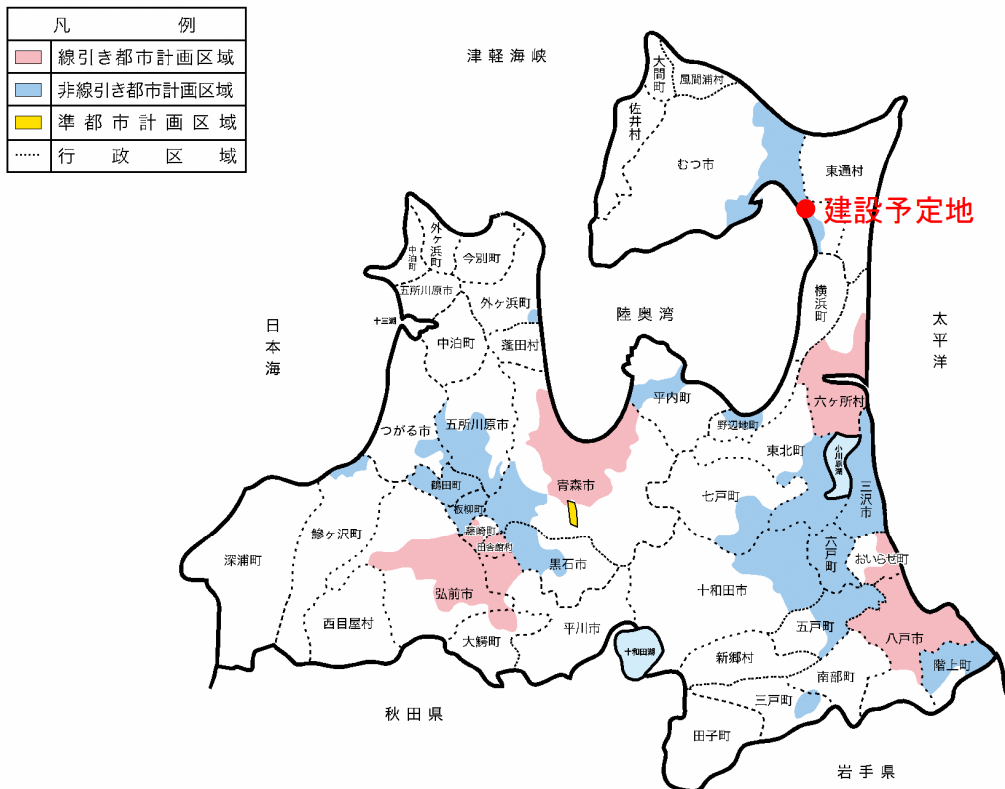 凡例
線引き都市計画区域
非線引き都市計画区域
準都市計画区域
行政区域
津軽海峡
大間町
風間浦村
佐井村
むつ市
東通村
建設予定地
外ヶ浜町
中泊町
今別町
五所川原市
外ヶ浜町
横浜町
十三湖
陸奥湾
日本海
太平洋
中泊町
蓬田村
平内町
六ヶ所村
野辺地町
つがる市
五所川原市
東北町
小川原湖
青森市
鶴田町
七戸町
三沢市
板柳町
藤崎町
田舎館村
鰺ヶ沢町
六戸町
おいらせ町
深浦町
黒石市
弘前市
十和田市
西目屋村
平川市
五戸町
八戸市
大鰐町
十和田湖
新郷村
階上町
南部町
三戸町
秋田県
田子町
岩手県